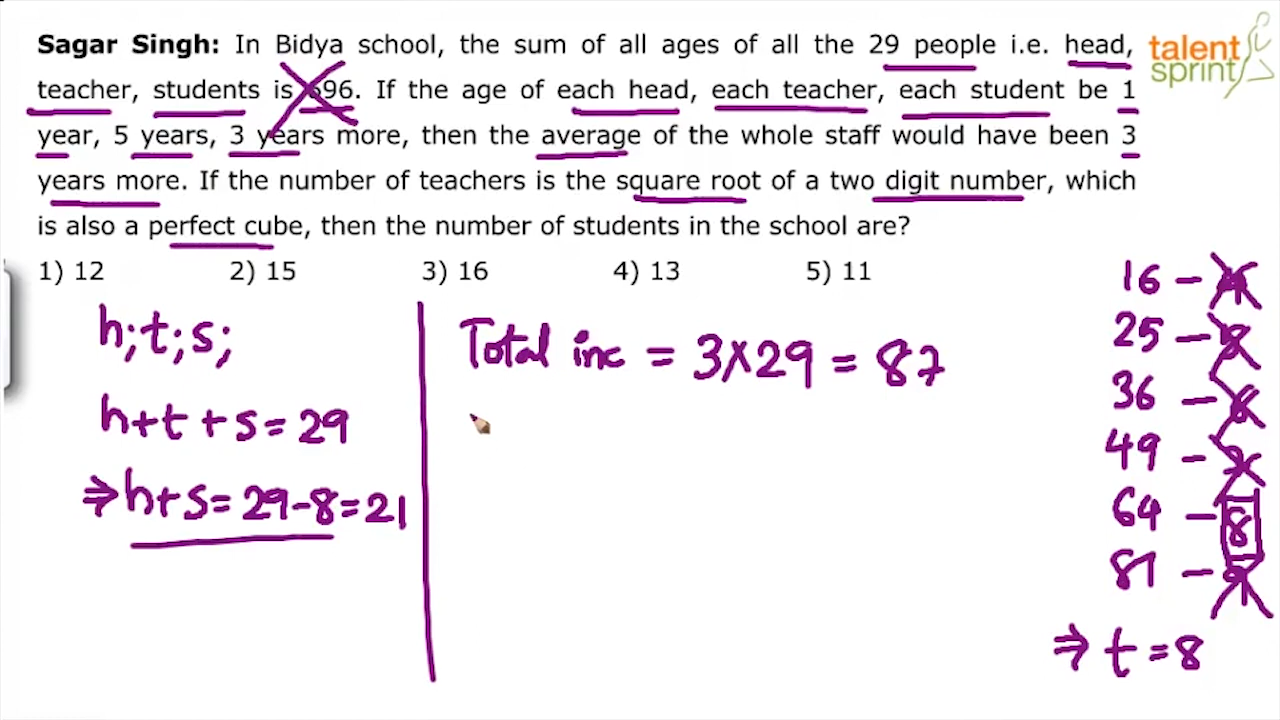 Sagar Singh: In Bidya school, the sum of all ages of all the 29 people i.e. head,
teacher, students is 696. If the age of each head, each teacher, each student be 1
year, 5 years, 3 years more, then the average of the whole staff would have been 3
years more. If the number of teachers is the square root of a two digit number, which
is also a perfect cube, then the number of students in the school are?
1) 12 2) 15 3) 16 4) 13 5) 11
talent
sprint
h; t; s;
h+t+s=29
⇒h+s=29-8=21
Total inc = 3x29 = 87
16 - 4
25 - 5
36 - 6
49 - 7
64 - 8
81 - 9
⇒ t=8